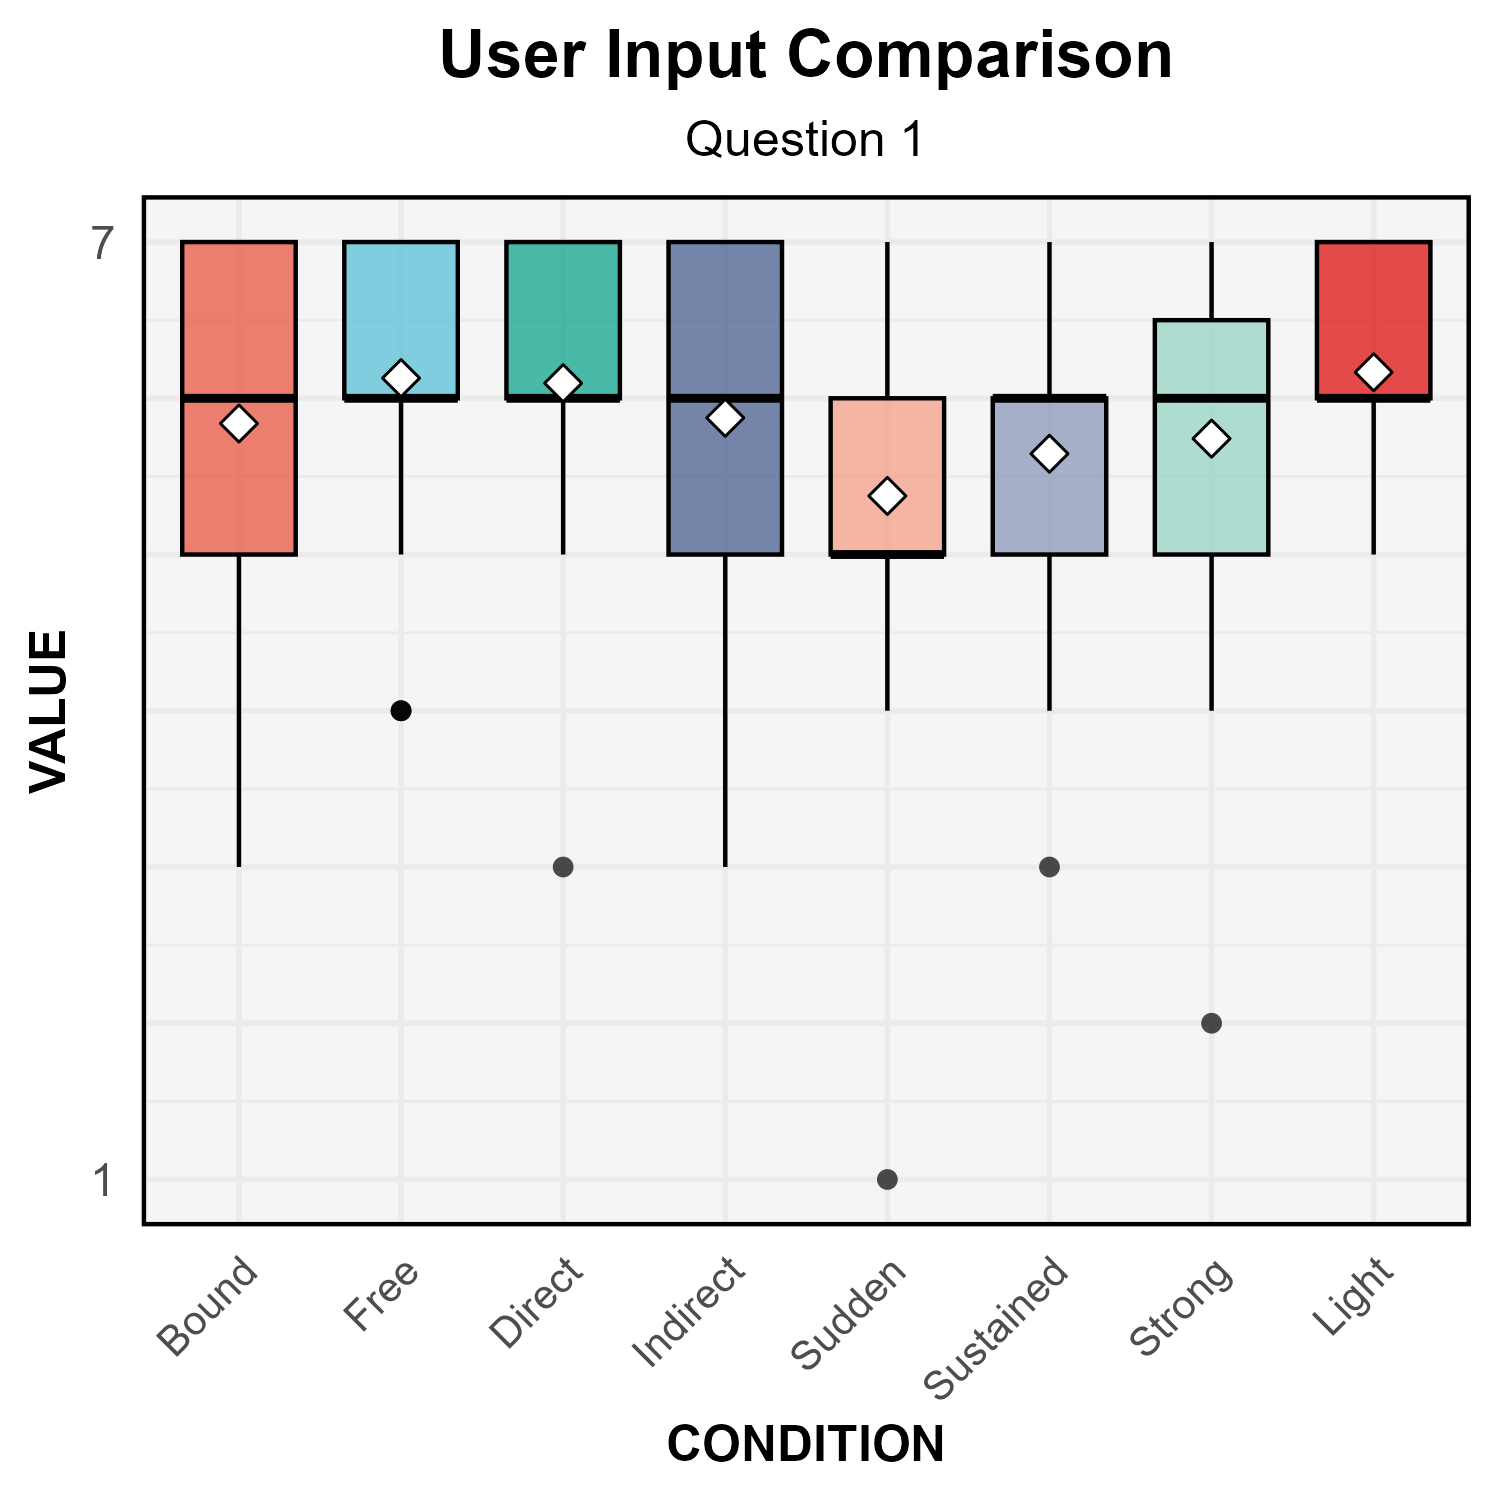 User Input Comparison
Question 1
7
1
VALUE
Bound
Free
Direct
Indirect
Sudden
Sustained
Strong
Light
CONDITION